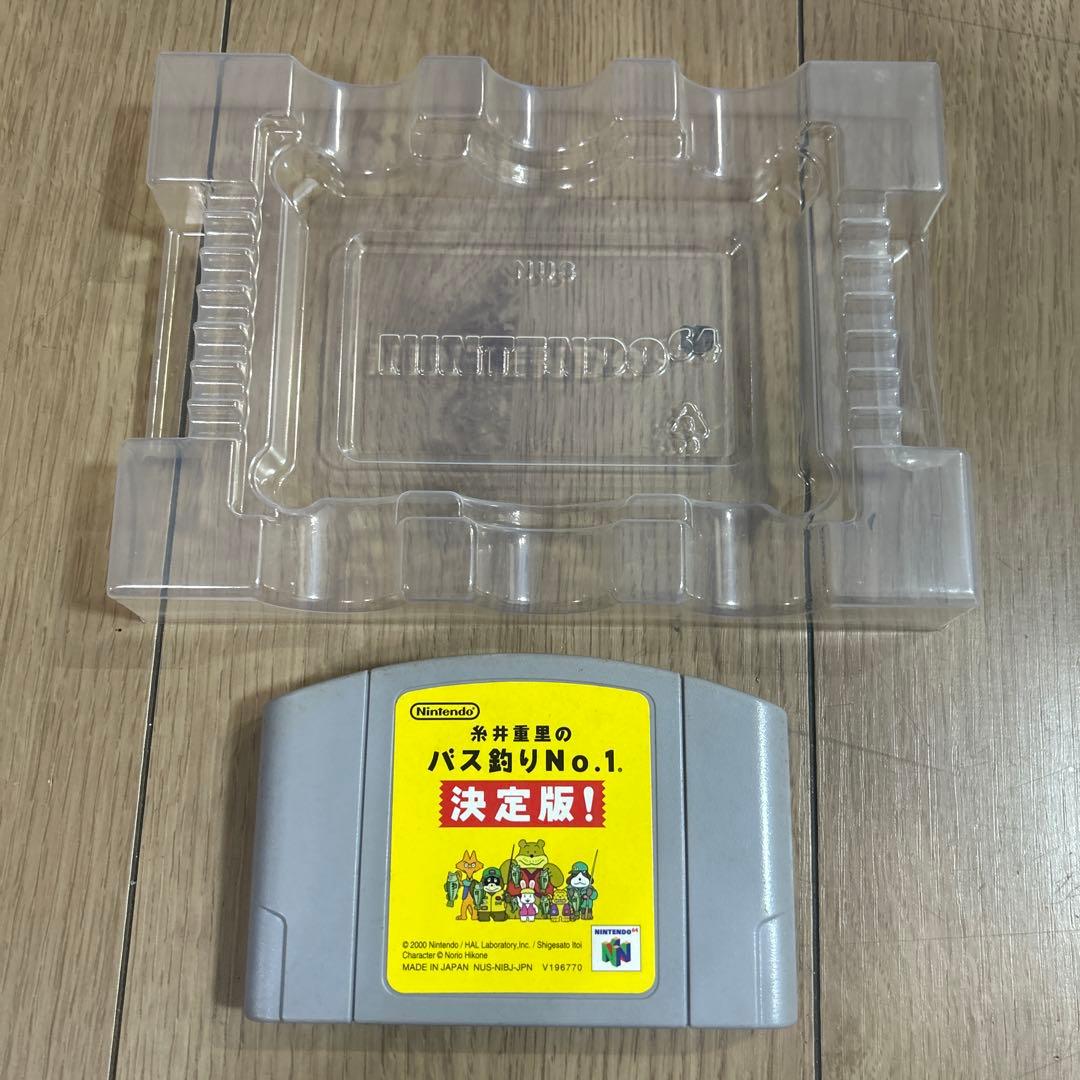 NUS
NINTENDO64
Nintendo
糸井重里の
バス釣りNo.1。
決定版!
© 2000 Nintendo / HAL Laboratory,Inc. / Shigesato Itoi
Character © Norio Hikone
MADE IN JAPAN NUS-NIBJ-JPN V196770
NINTENDO64